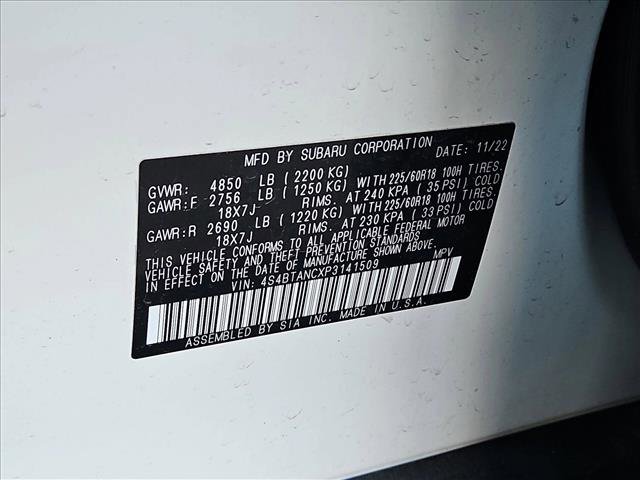 MFD BY SUBARU CORPORATION DATE: 11/22
GVWR: 4850 LB (2200 KG)
GAWR:F 2756 LB (1250 KG) WITH 225/60R18 100H TIRES.
18X7J RIMS. AT 240 KPA (35 PSI) COLD
GAWR:R 2690 LB (1220 KG) WITH 225/60R18 100H TIRES.
18X7J RIMS. AT 230 KPA (33 PSI) COLD
THIS VEHICLE CONFORMS TO ALL APPLICABLE FEDERAL MOTOR
VEHICLE SAFETY AND THEFT PREVENTION STANDARDS
IN EFFECT ON THE DATE OF MANUFACTURE SHOWN ABOVE.
VIN: 4S4BTANCXP3141509 MPV
ASSEMBLED BY SIA INC. MADE IN U.S.A.